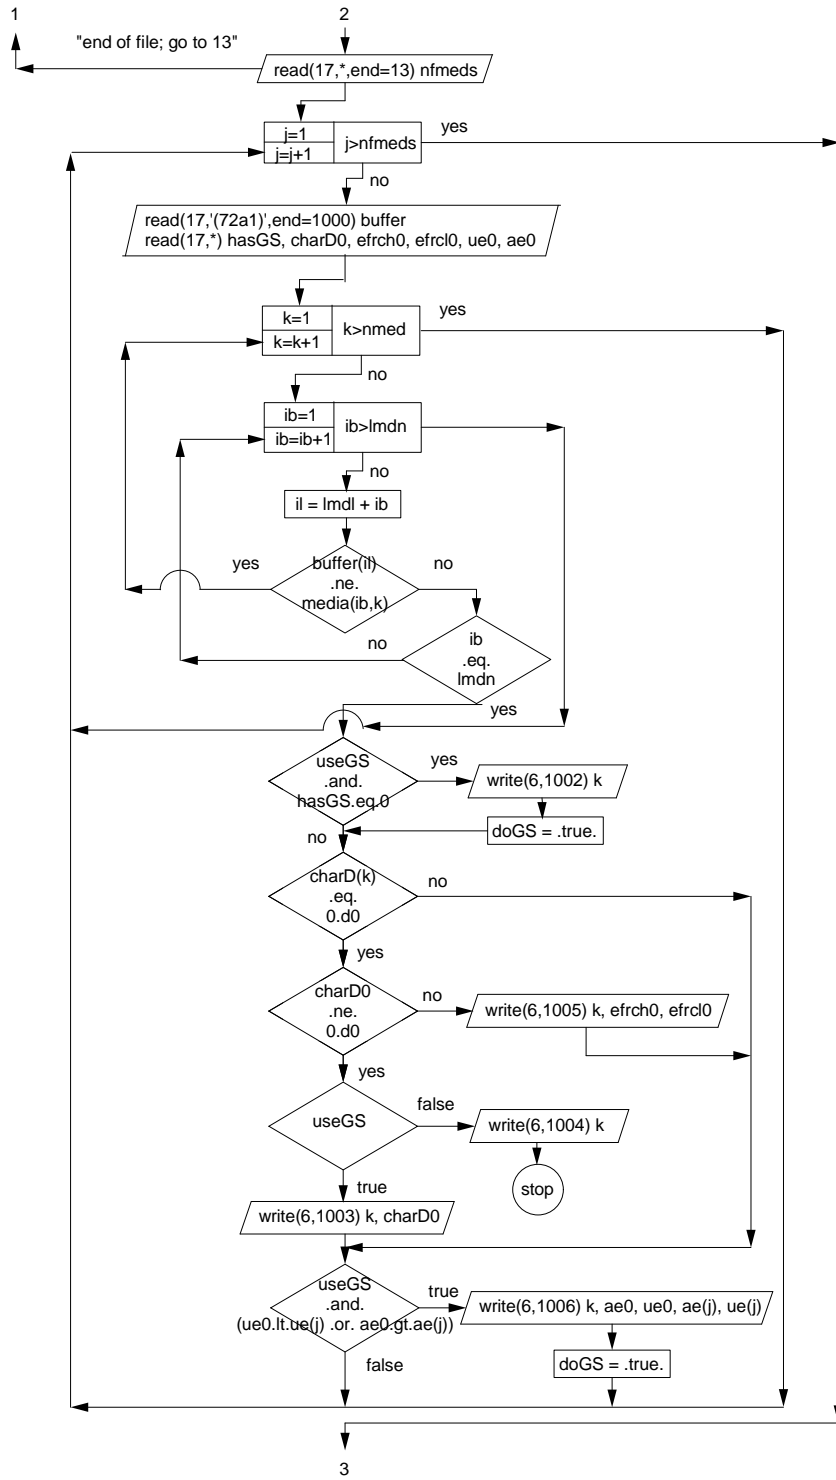 1
2
"end of file; go to 13"
read(17,*,end=13) nfmeds
j=1
j=j+1
j>nfmeds
yes
no
read(17,'(72a1)',end=1000) buffer
read(17,*) hasGS, charD0, efrch0, efrcl0, ue0, ae0
k=1
k=k+1
k>nmed
yes
no
ib=1
ib=ib+1
ib>lmdn
no
il = lmdl + ib
yes
buffer(il)
.ne.
media(ib,k)
no
no
ib
.eq.
lmdn
yes
useGS
.and.
hasGS.eq.0
yes
write(6,1002) k
doGS = .true.
no
charD(k)
.eq.
0.d0
no
yes
charD0
.ne.
0.d0
no
write(6,1005) k, efrch0, efrcl0
yes
useGS
false
write(6,1004) k
stop
true
write(6,1003) k, charD0
useGS
.and.
(ue0.lt.ue(j) .or. ae0.gt.ae(j))
true
write(6,1006) k, ae0, ue0, ae(j), ue(j)
doGS = .true.
false
3